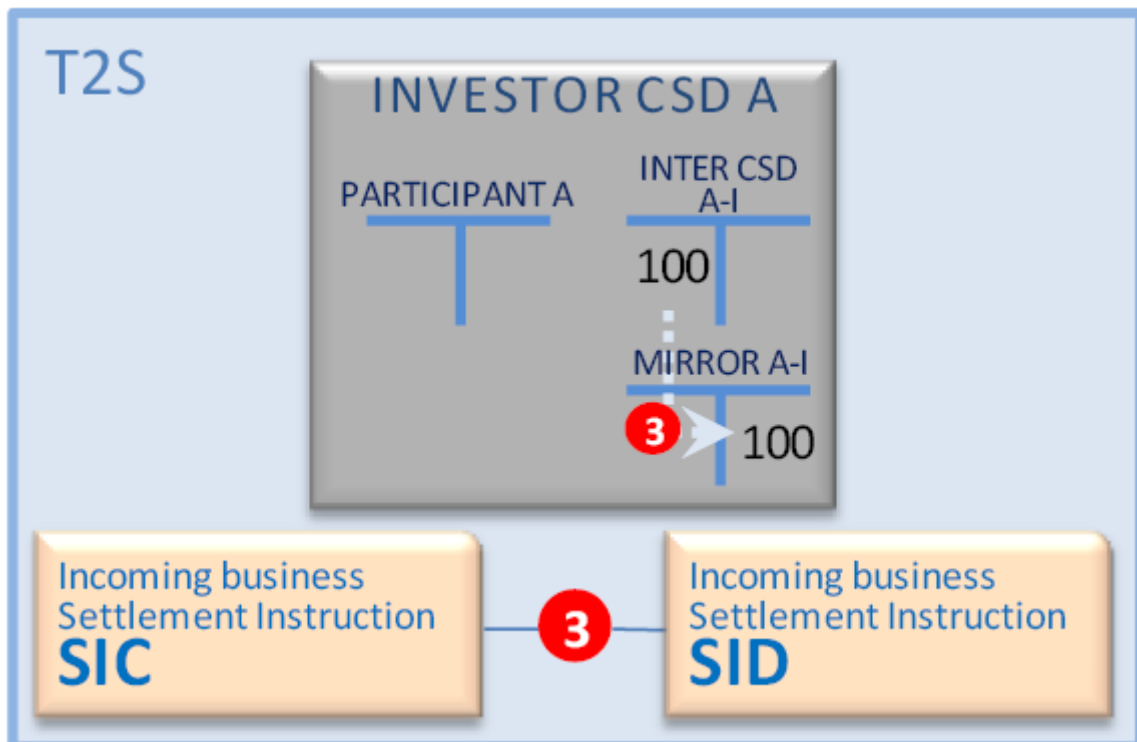 T2S
INVESTOR CSD A
PARTICIPANT A
INTER CSD
A-I
100
MIRROR A-I
3
100
Incoming business
Settlement Instruction
SIC
3
Incoming business
Settlement Instruction
SID